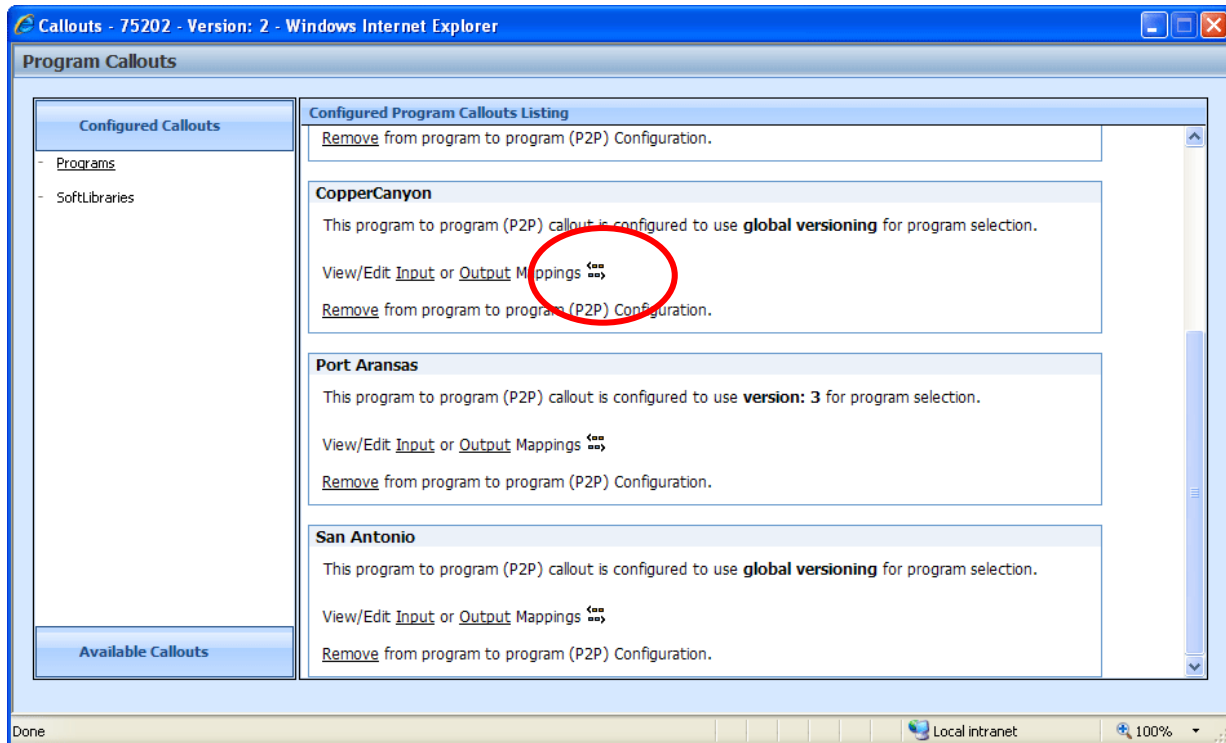 Callouts - 75202 - Version: 2 - Windows Internet Explorer
Program Callouts
Configured Callouts
- Programs
- SoftLibraries
Available Callouts
Configured Program Callouts Listing
Remove from program to program (P2P) Configuration.
CopperCanyon
This program to program (P2P) callout is configured to use global versioning for program selection.
View/Edit Input or Output Mappings
Remove from program to program (P2P) Configuration.
Port Aransas
This program to program (P2P) callout is configured to use version: 3 for program selection.
View/Edit Input or Output Mappings
Remove from program to program (P2P) Configuration.
San Antonio
This program to program (P2P) callout is configured to use global versioning for program selection.
View/Edit Input or Output Mappings
Remove from program to program (P2P) Configuration.
Done
Local intranet
100%